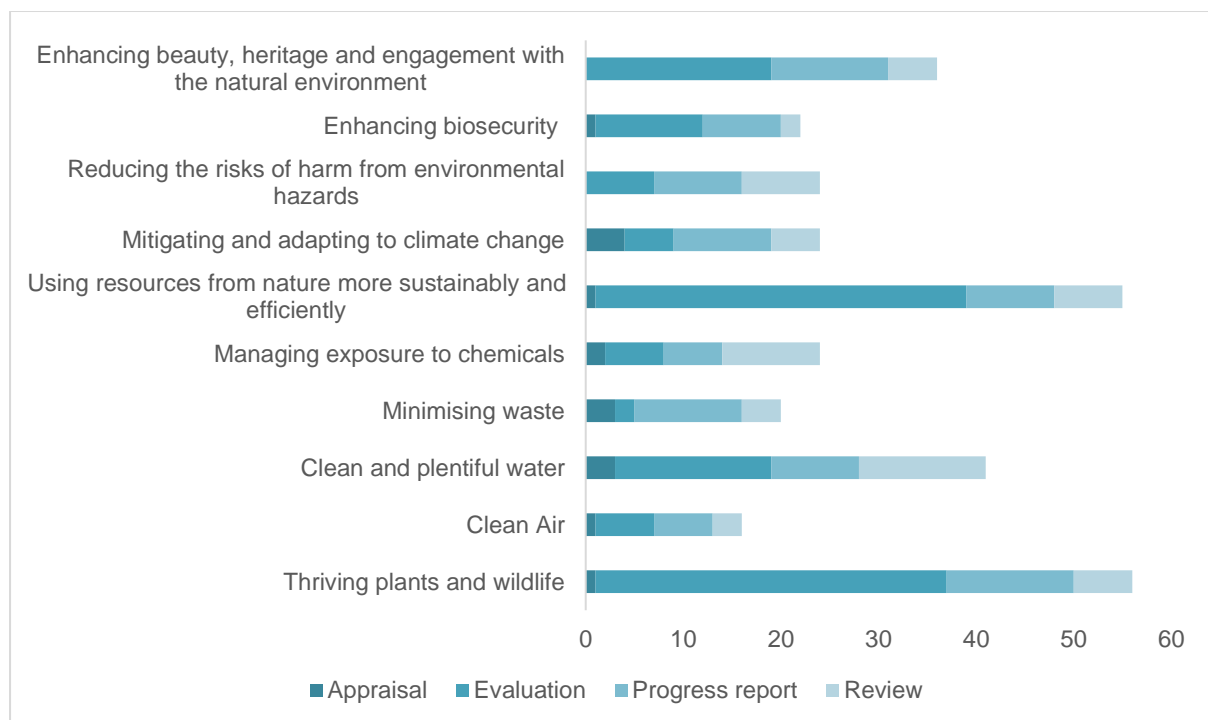 Enhancing beauty, heritage and engagement with
the natural environment
Enhancing biosecurity
Reducing the risks of harm from environmental
hazards
Mitigating and adapting to climate change
Using resources from nature more sustainably and
efficiently
Managing exposure to chemicals
Minimising waste
Clean and plentiful water
Clean Air
Thriving plants and wildlife
0 10 20 30 40 50 60
Appraisal Evaluation Progress report Review